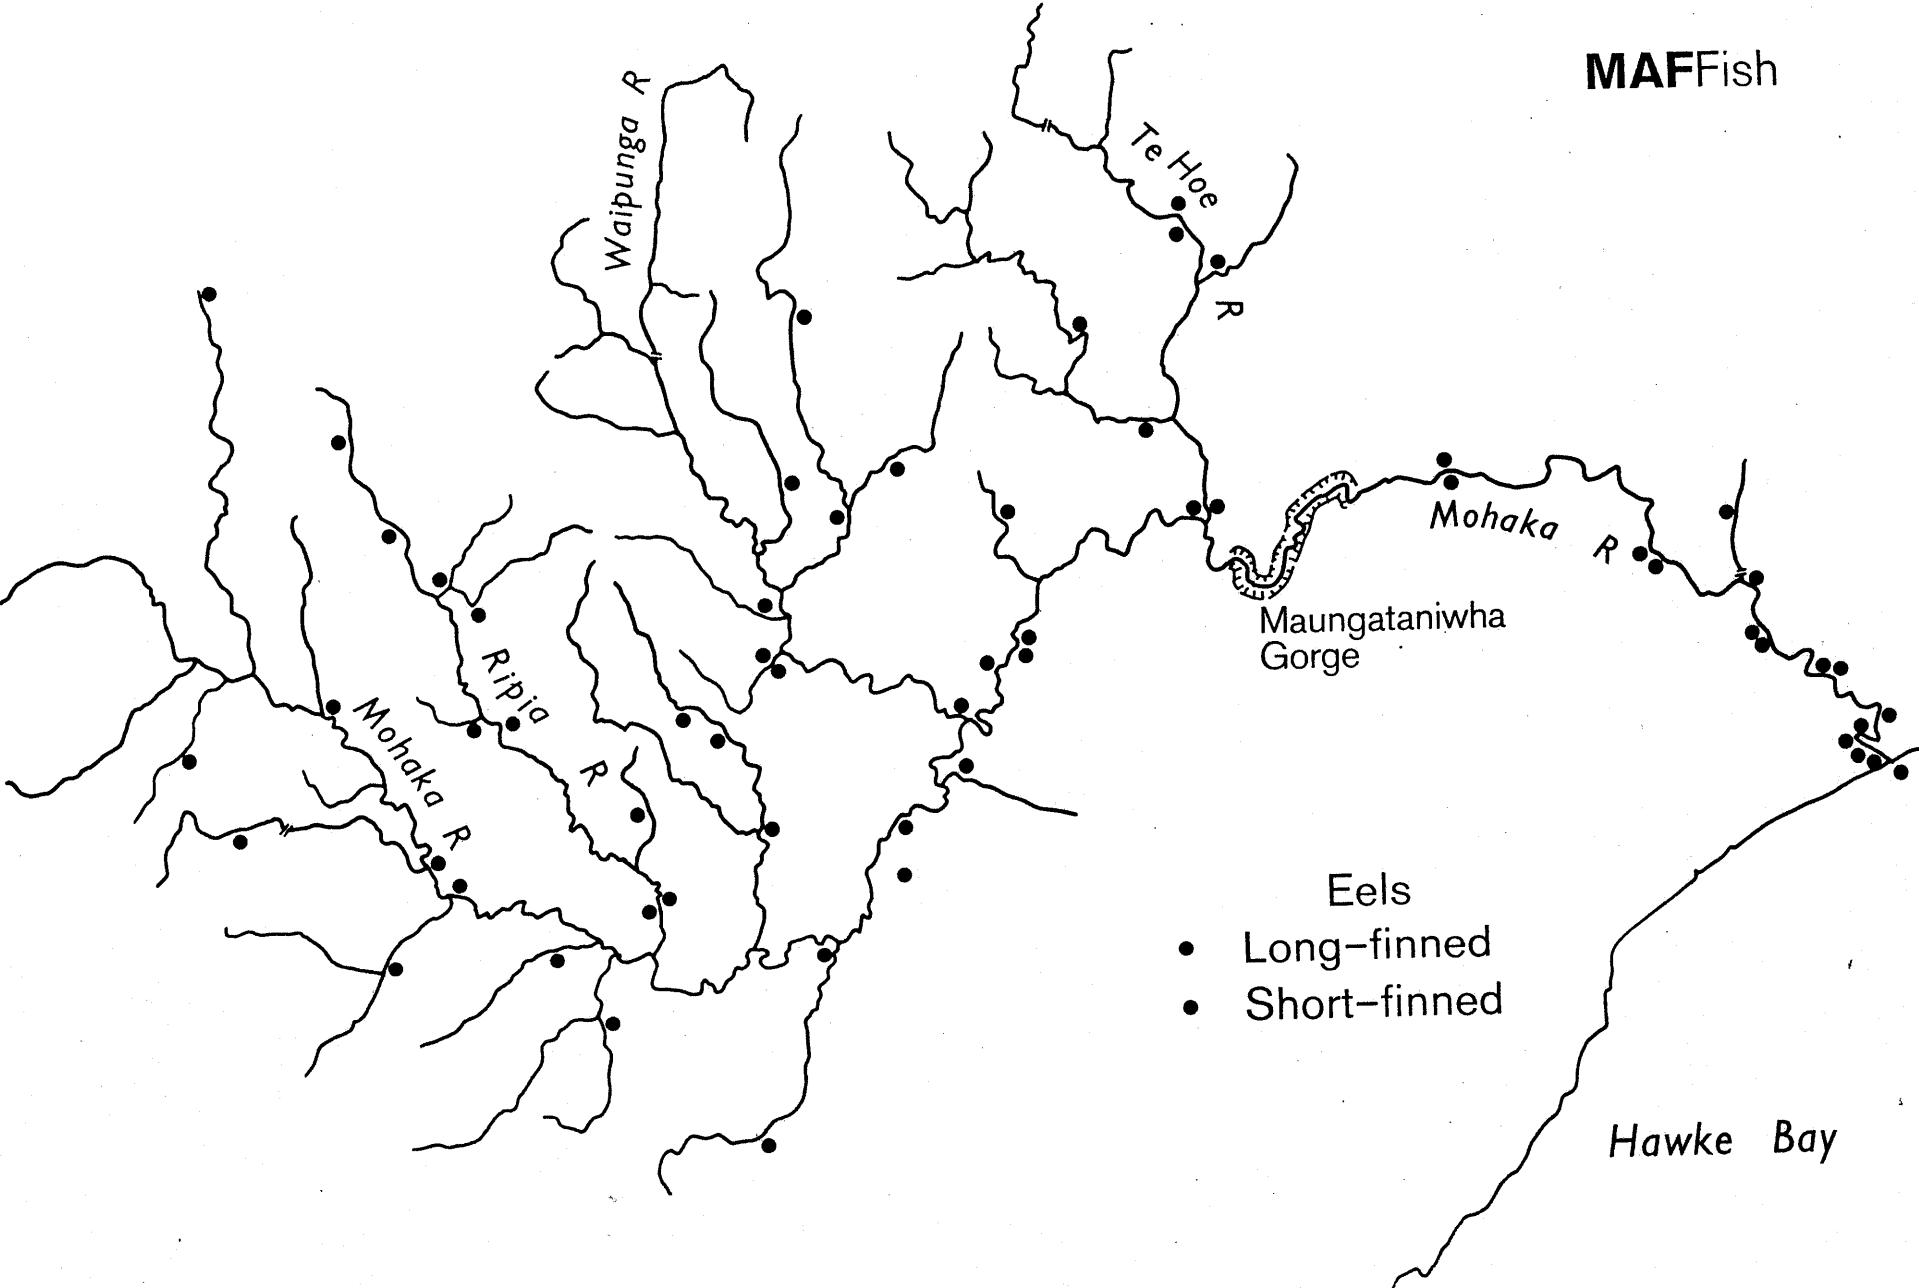 MAFFish
Waipunga R
Te Hoe
R
Mohaka R
Maungataniwha
Gorge
Ripia R
Mohaka R
Eels
Long-finned
Short-finned
Hawke Bay